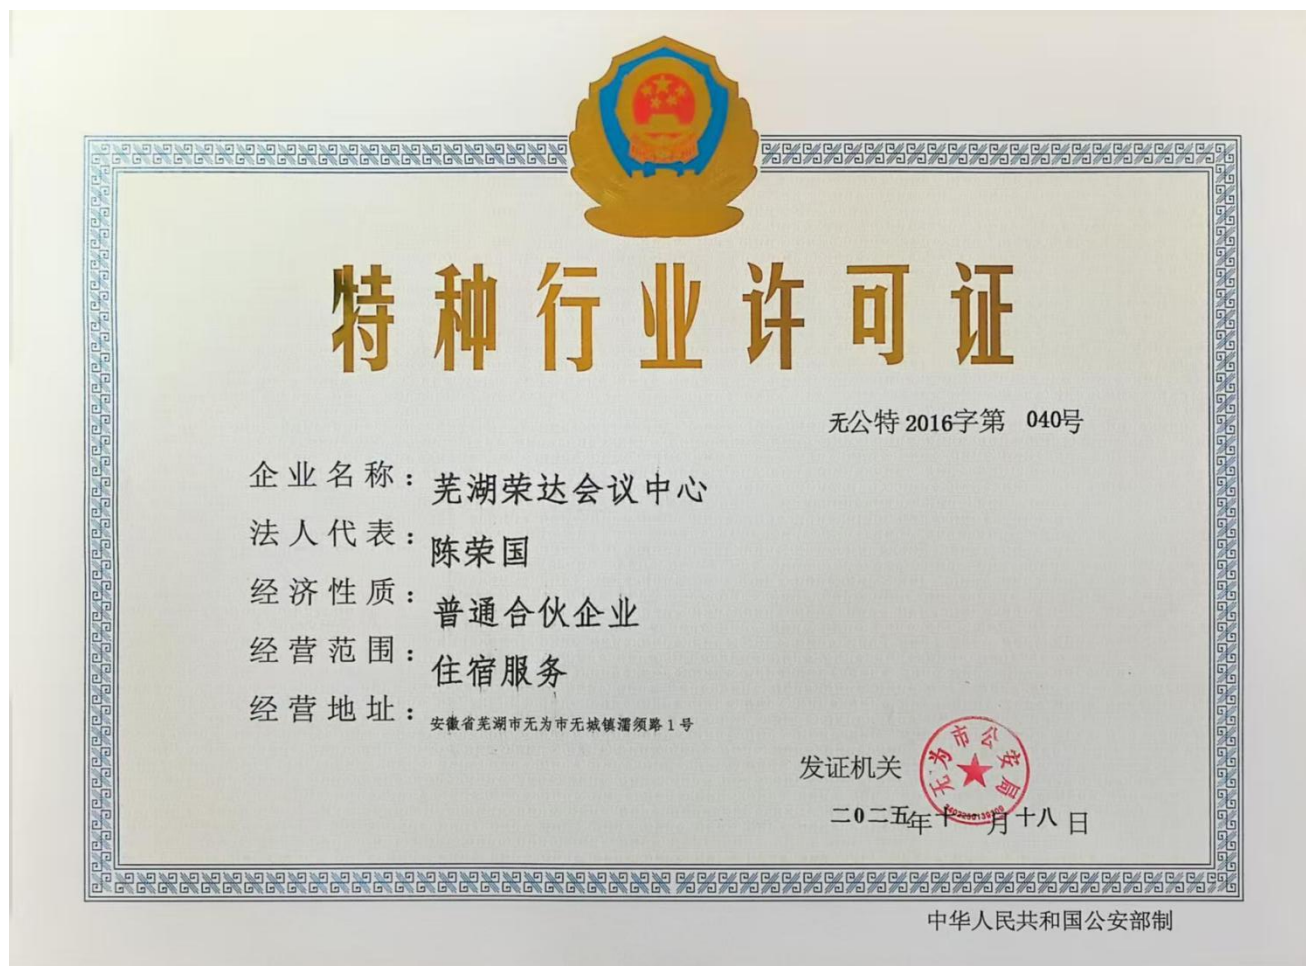 特种行业许可证
无公特2016字第 040号
企业名称：芜湖荣达会议中心
法人代表：陈荣国
经济性质：普通合伙企业
经营范围：住宿服务
经营地址：安徽省芜湖市无为市无城镇濡须路1号
无为市公安局
发证机关
二0二五年十月十八日
中华人民共和国公安部制